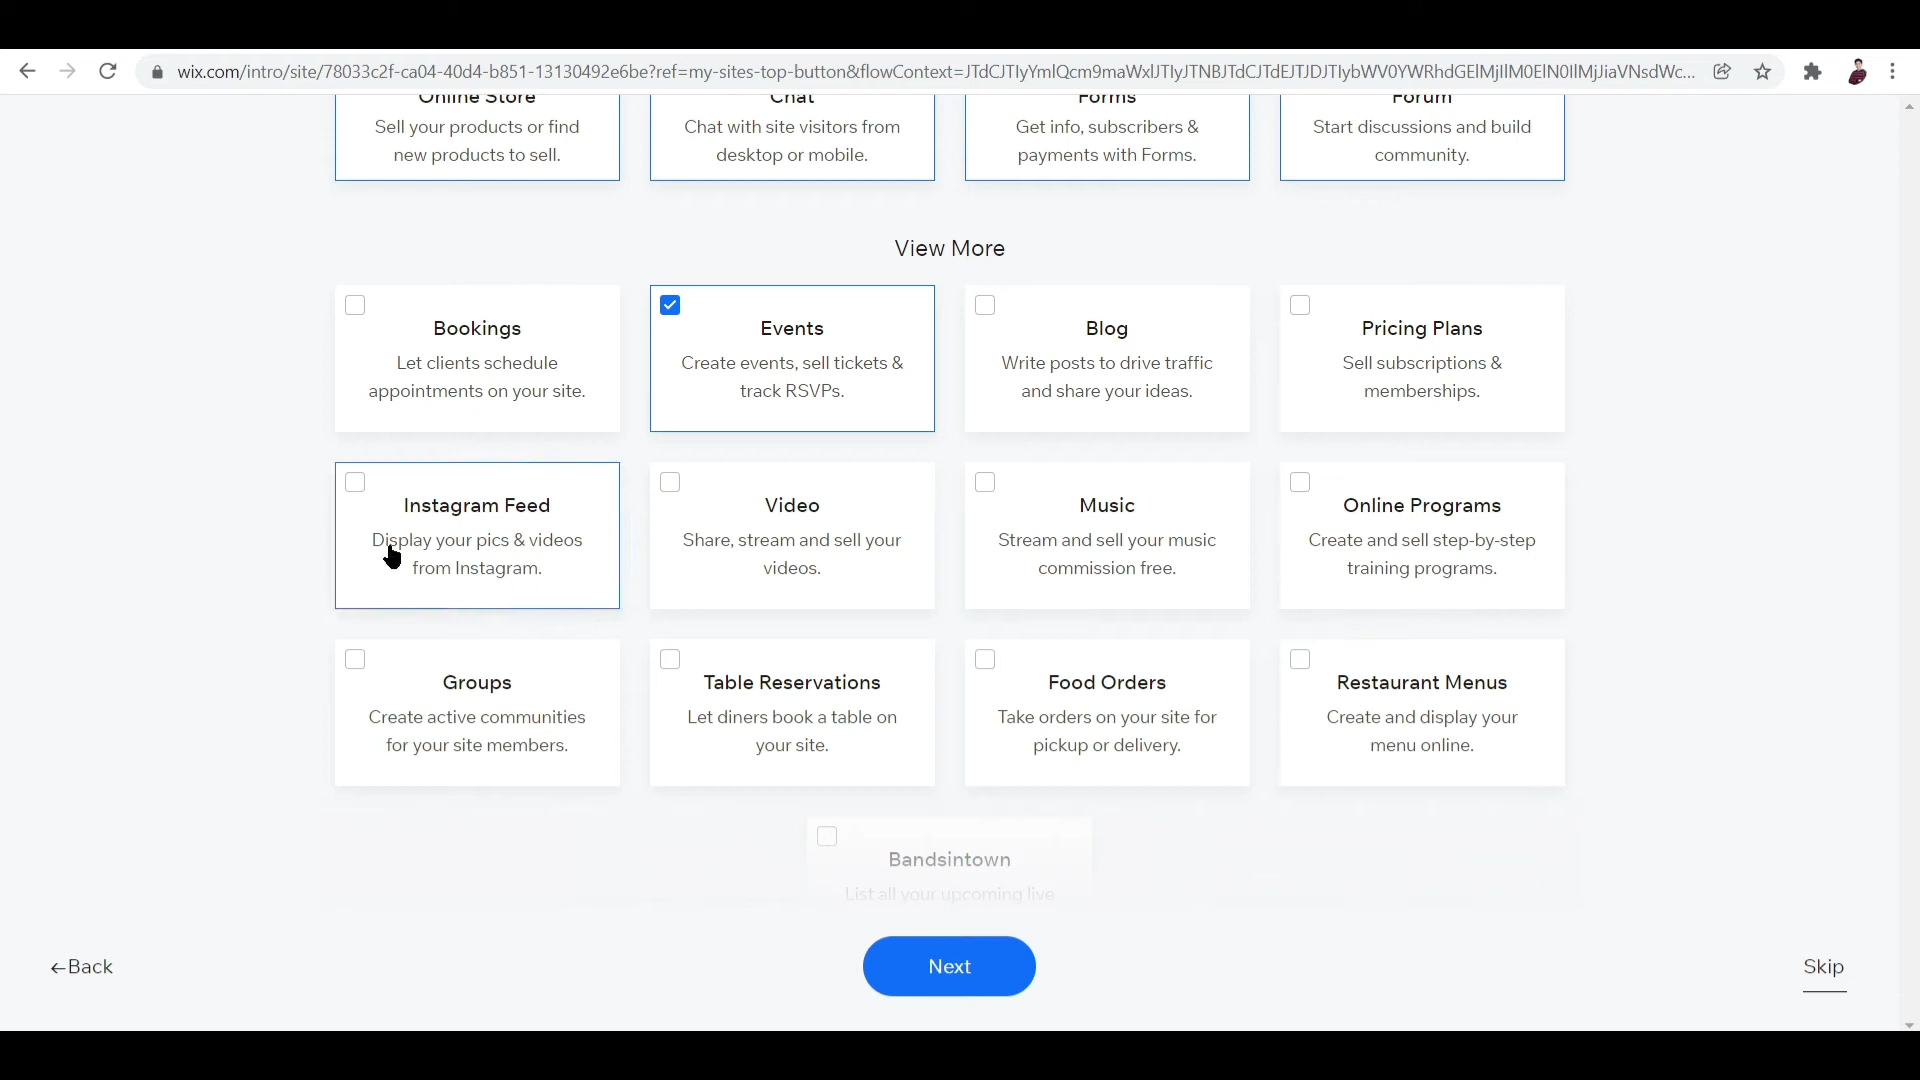 wix.com/intro/site/78033c2f-ca04-40d4-b851-13130492e6be?ref=my-sites-top-button&flowContext=JTdCJTIyYmlQcm9maWxlJTIyJTNBJTdCJTdEJTJDJTIybWV0YWRhdGElMjIlM0ElN0IlMjJiaVNsdWc...
Online Store
Chat
Forms
Forum
Sell your products or find
new products to sell.
Chat with site visitors from
desktop or mobile.
Get info, subscribers &
payments with Forms.
Start discussions and build
community.
View More
Bookings
Let clients schedule
appointments on your site.
Events
Create events, sell tickets &
track RSVPs.
Blog
Write posts to drive traffic
and share your ideas.
Pricing Plans
Sell subscriptions &
memberships.
Instagram Feed
Display your pics & videos
from Instagram.
Video
Share, stream and sell your
videos.
Music
Stream and sell your music
commission free.
Online Programs
Create and sell step-by-step
training programs.
Groups
Create active communities
for your site members.
Table Reservations
Let diners book a table on
your site.
Food Orders
Take orders on your site for
pickup or delivery.
Restaurant Menus
Create and display your
menu online.
Bandsintown
List all your upcoming live
←Back
Next
Skip